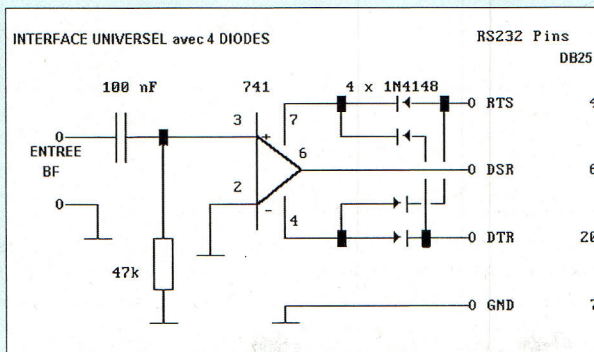 INTERFACE UNIVERSEL avec 4 DIODES
RS232 Pins
DB25
100 nF
741
4 x 1N4148
RTS
4
3
+
7
ENTREE
BF
6
DSR
6
2
-
4
DTR
20
47k
GND
7